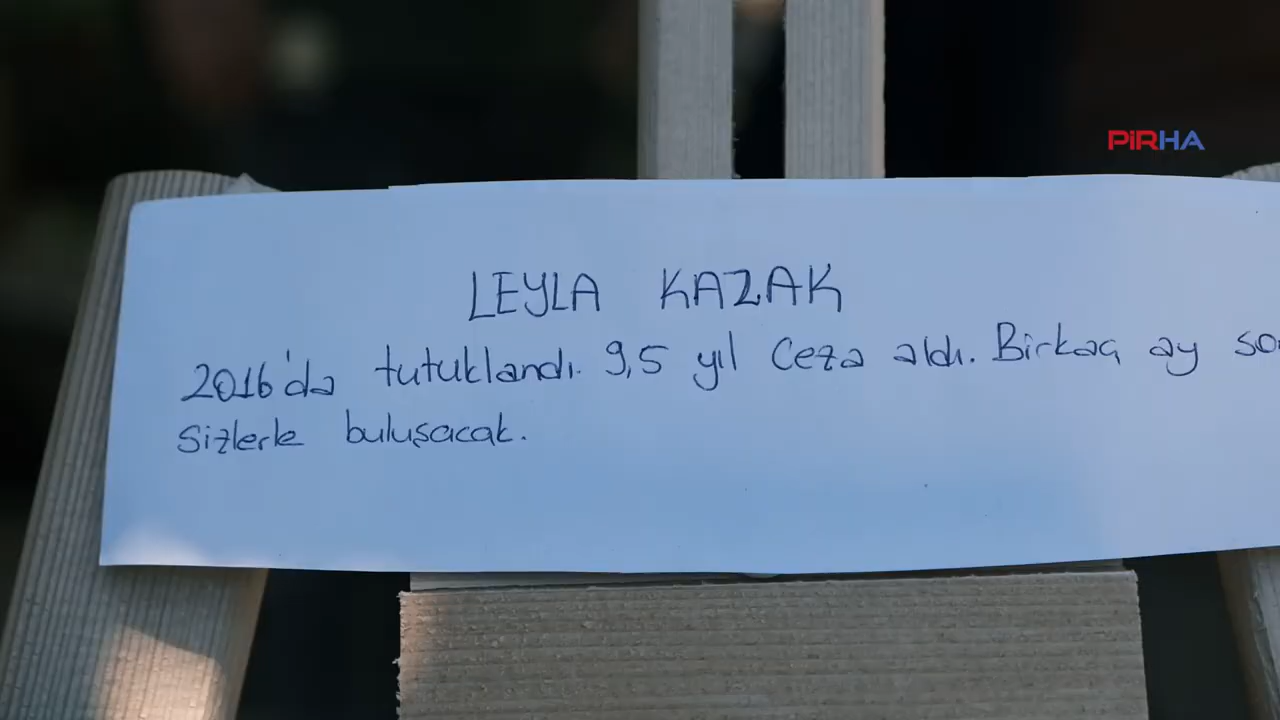 PİRHA
LEYLA KAZAK
2016'da tutuklandı. 9,5 yıl Ceza aldı. Birkaç ay
sizlerle buluşacak.